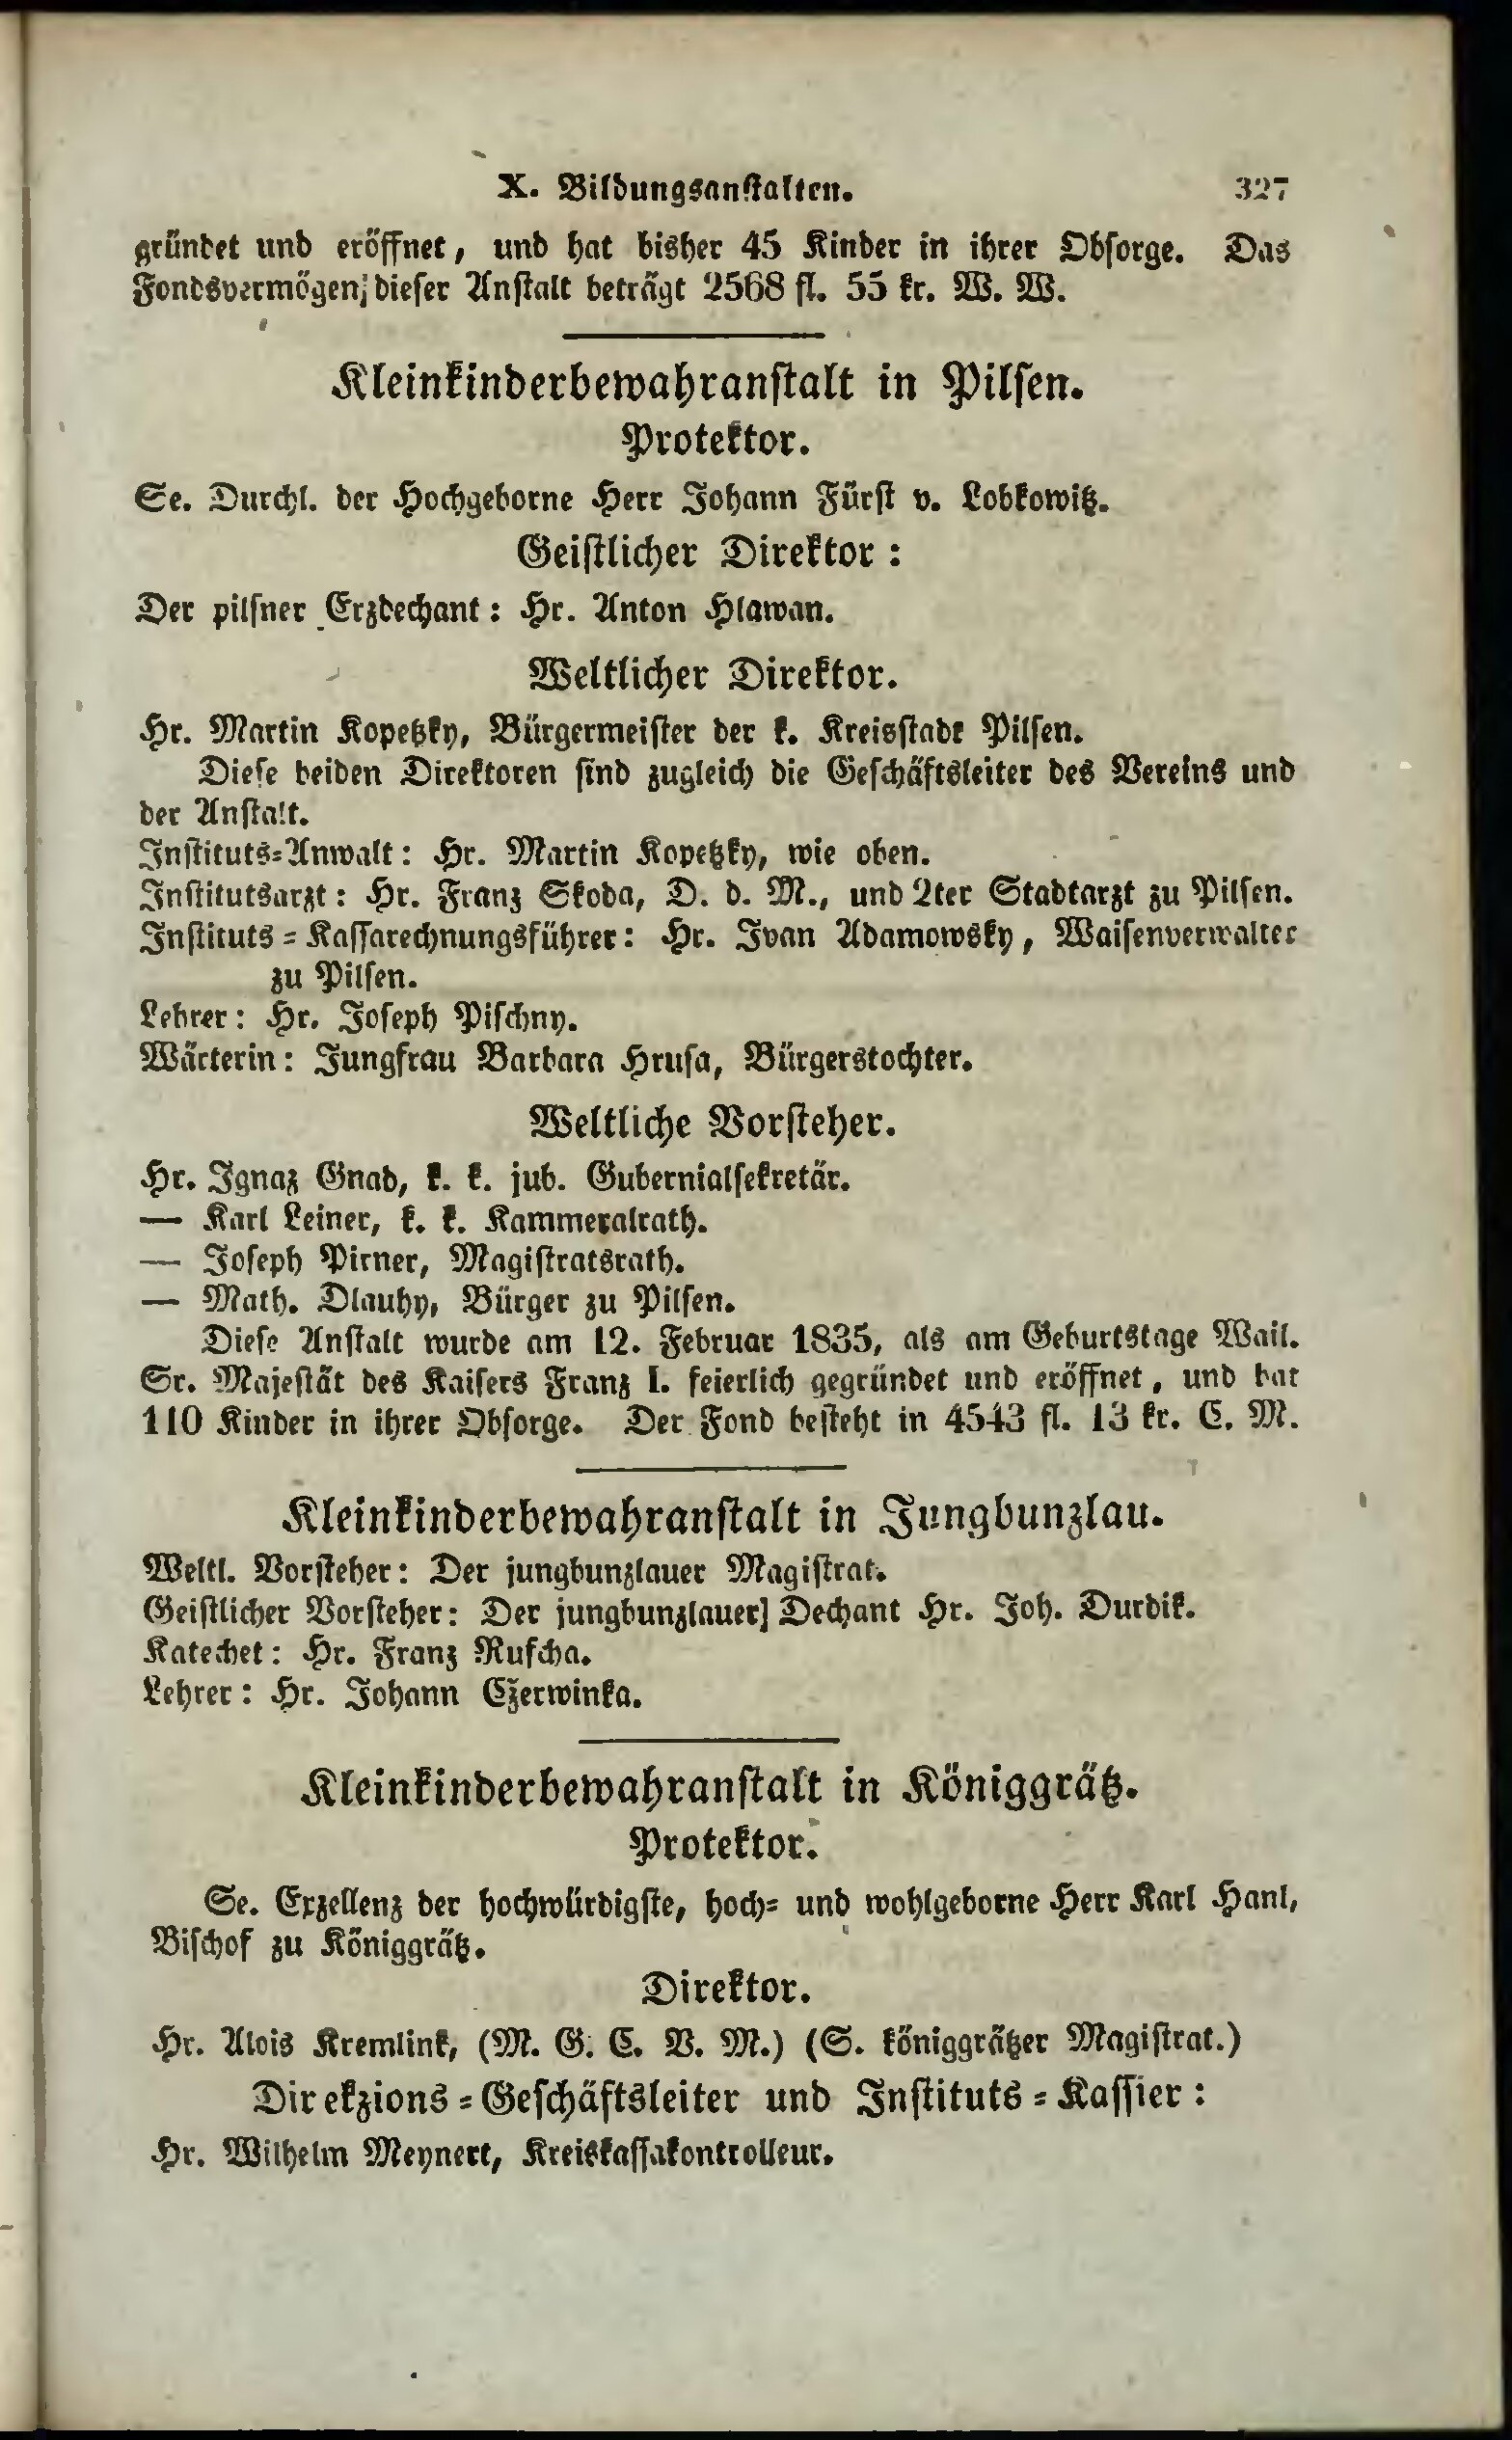 X. Bildungsanstalten. 327
gründet und eröffnet, und hat bisher 45 Kinder in ihrer Obsorge. Das
Fondsvermögen dieser Anstalt beträgt 2568 fl. 55 kr. W. W.
Kleinkinderbewahranstalt in Pilsen.
Protektor.
Se. Durchl. der Hochgeborne Herr Johann Fürst v. Lobkowitz.
Geistlicher Direktor:
Der pilsner Erzdechant: Hr. Anton Hlawan.
Weltlicher Direktor.
Hr. Martin Kopetzky, Bürgermeister der k. Kreisstadt Pilsen.
Diese beiden Direktoren sind zugleich die Geschäftsleiter des Vereins und
der Anstalt.
Instituts=Anwalt: Hr. Martin Kopetzky, wie oben.
Institutsarzt: Hr. Franz Skoda, D. d. M., und 2ter Stadtarzt zu Pilsen.
Instituts=Kassarechnungsführer: Hr. Ivan Adamowsky, Waisenverwalter
zu Pilsen.
Lehrer: Hr. Joseph Pischny.
Wärterin: Jungfrau Barbara Hrusa, Bürgerstochter.
Weltliche Vorsteher.
Hr. Ignaz Gnad, k. k. jub. Gubernialsekretär.
— Karl Leiner, k. k. Kammeralrath.
— Joseph Pirner, Magistratsrath.
— Math. Dlauhy, Bürger zu Pilsen.
Diese Anstalt wurde am 12. Februar 1835, als am Geburtstage Wail.
Sr. Majestät des Kaisers Franz I. feierlich gegründet und eröffnet, und hat
110 Kinder in ihrer Obsorge. Der Fond besteht in 4543 fl. 13 kr. C. M.
Kleinkinderbewahranstalt in Jungbunzlau.
Weltl. Vorsteher: Der jungbunzlauer Magistrat.
Geistlicher Vorsteher: Der jungbunzlauer] Dechant Hr. Joh. Durdik.
Katechet: Hr. Franz Rufcha.
Lehrer: Hr. Johann Czerwinka.
Kleinkinderbewahranstalt in Königgrätz.
Protektor.
Se. Exzellenz der hochwürdigste, hoch= und wohlgeborne Herr Karl Hanl,
Bischof zu Königgrätz.
Direktor.
Hr. Alois Kremlink, (M. G. C. V. M.) (S. königgrätzer Magistrat.)
Direkzions=Geschäftsleiter und Instituts=Kassier:
Hr. Wilhelm Meynert, Kreiskassakontrolleur.